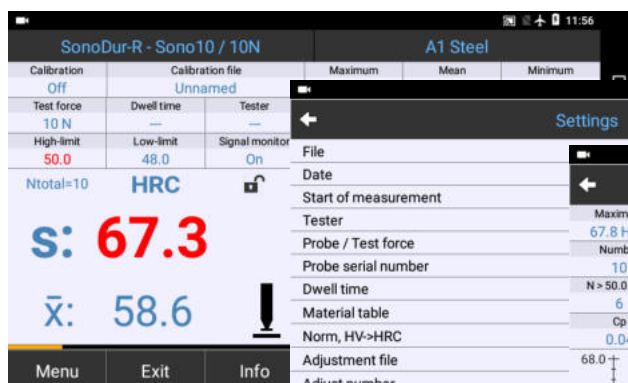 11:56
SonoDur-R - Sono10 / 10N A1 Steel
Calibration Calibration file Maximum Mean Minimum
Off Unnamed
Test force Dwell time Tester
10 N --- ---
High-limit Low-limit Signal monitor
50.0 48.0 On
Ntotal=10 HRC
s: 67.3
x̄: 58.6
Menu Exit Info
Settings
File
Date
Start of measurement
Tester
Probe / Test force
Probe serial number
Dwell time
Material table
Norm, HV->HRC
Adjustment file
Adjust number
Maxim
67.8 H
Numb
10
N > 50.0
6
Cp
0.04
68.0